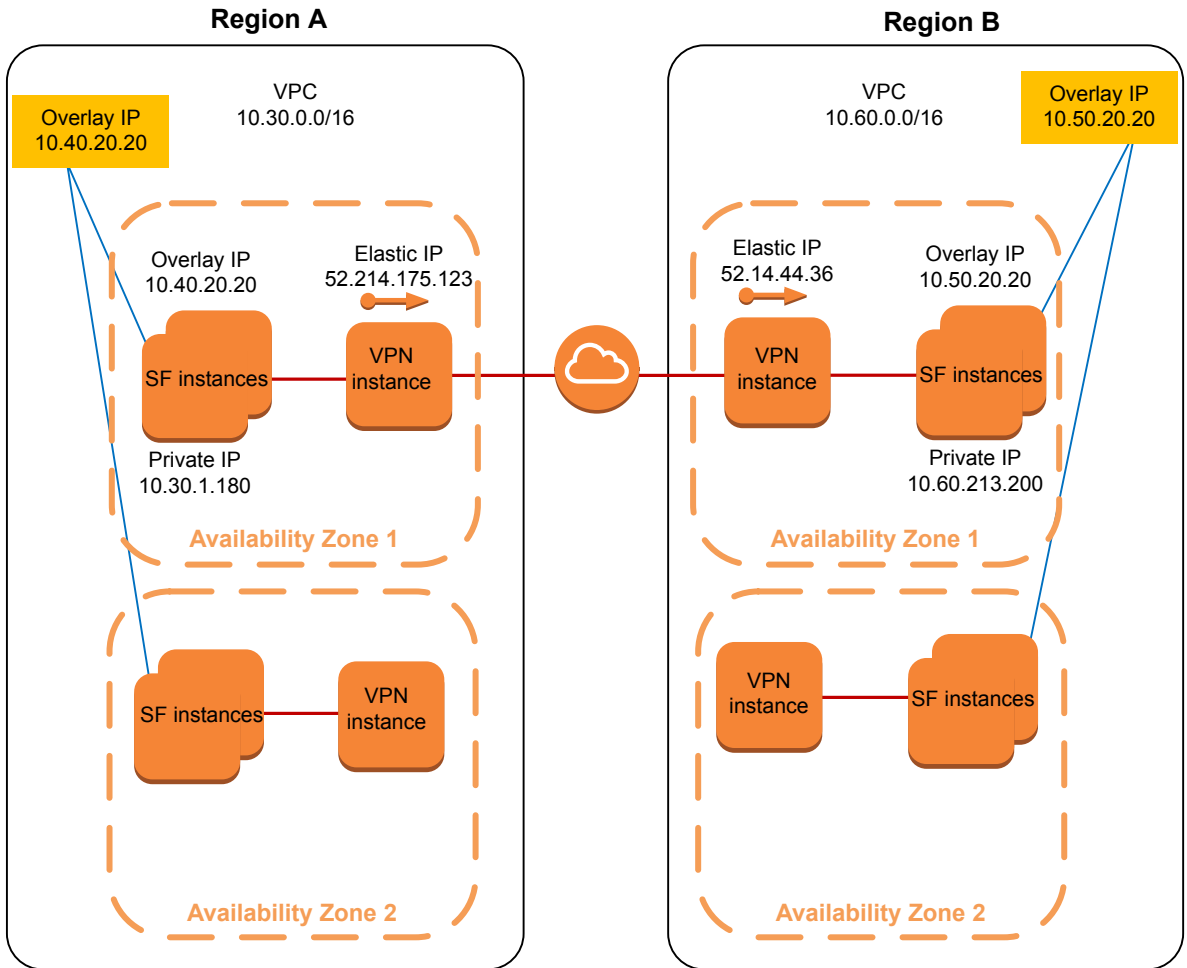 Region A
Region B
VPC
10.30.0.0/16
Overlay IP
10.40.20.20
VPC
10.60.0.0/16
Overlay IP
10.50.20.20
Overlay IP
10.40.20.20
Elastic IP
52.214.175.123
Elastic IP
52.14.44.36
Overlay IP
10.50.20.20
SF instances
VPN
instance
VPN
instance
SF instances
Private IP
10.30.1.180
Private IP
10.60.213.200
Availability Zone 1
Availability Zone 1
SF instances
VPN
instance
VPN
instance
SF instances
Availability Zone 2
Availability Zone 2